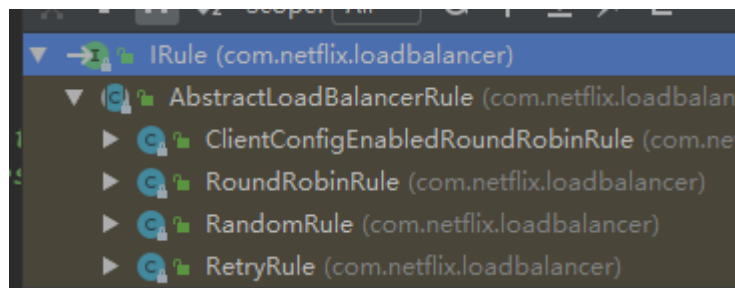 IRule (com.netflix.loadbalancer)
AbstractLoadBalancerRule (com.netflix.loadbalan
ClientConfigEnabledRoundRobinRule (com.ne
RoundRobinRule (com.netflix.loadbalancer)
RandomRule (com.netflix.loadbalancer)
RetryRule (com.netflix.loadbalancer)